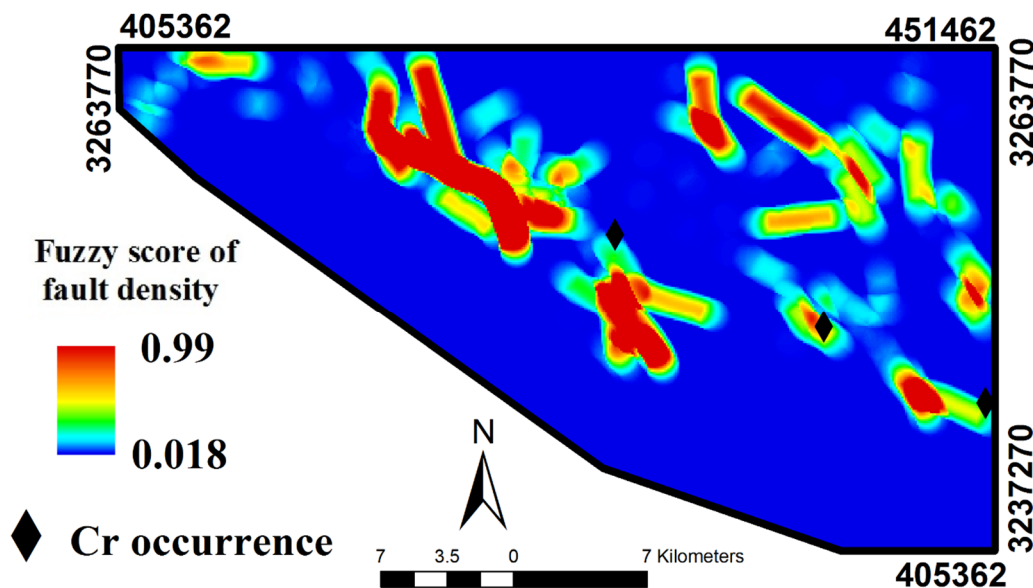 405362
451462
3263770
3263770
Fuzzy score of
fault density
0.99
0.018
N
3237270
Cr occurrence
7
3.5
0
7 Kilometers
405362